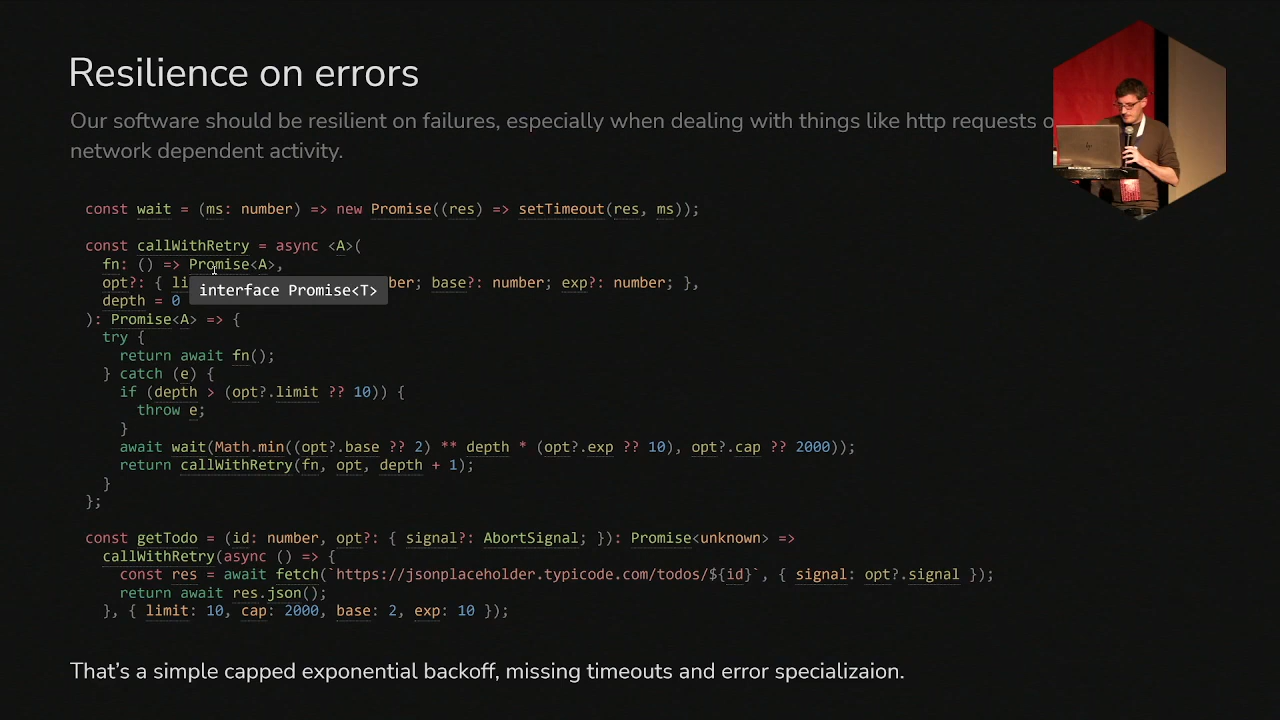 Resilience on errors
Our software should be resilient on failures, especially when dealing with things like http requests o
network dependent activity.
const wait = (ms: number) => new Promise((res) => setTimeout(res, ms));
const callWithRetry = async <A>(
fn: () => Promise<A>,
opt?: { li ber; base?: number; exp?: number; },
interface Promise<T>
depth = 0
): Promise<A> => {
try {
return await fn();
} catch (e) {
if (depth > (opt?.limit ?? 10)) {
throw e;
}
await wait(Math.min((opt?.base ?? 2) ** depth * (opt?.exp ?? 10), opt?.cap ?? 2000));
return callWithRetry(fn, opt, depth + 1);
}
};
const getTodo = (id: number, opt?: { signal?: AbortSignal; }): Promise<unknown> =>
callWithRetry(async () => {
const res = await fetch(`https://jsonplaceholder.typicode.com/todos/${id}`, { signal: opt?.signal });
return await res.json();
}, { limit: 10, cap: 2000, base: 2, exp: 10 });
That's a simple capped exponential backoff, missing timeouts and error specializaion.